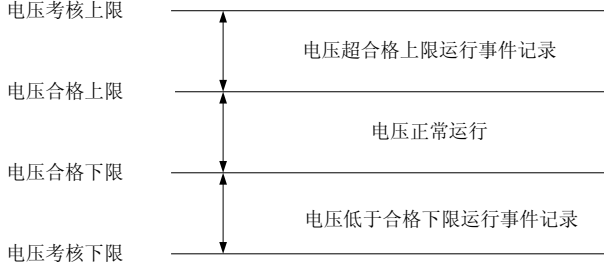 电压考核上限
电压超合格上限运行事件记录
电压合格上限
电压正常运行
电压合格下限
电压低于合格下限运行事件记录
电压考核下限